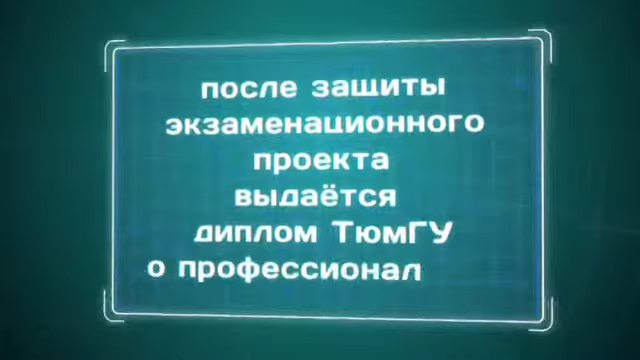 после защиты
экзаменационного
проекта
выдаётся
диплом ТюмГУ
о профессионал